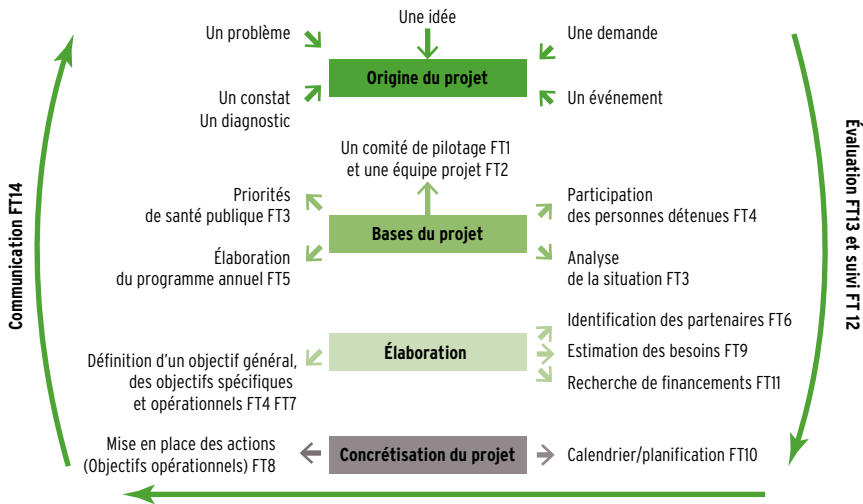 Une idée
Un problème
Une demande
Origine du projet
Un constat
Un diagnostic
Un événement
Un comité de pilotage FT1
et une équipe projet FT2
Priorités
de santé publique FT3
Participation
des personnes détenues FT4
Bases du projet
Élaboration
du programme annuel FT5
Analyse
de la situation FT3
Identification des partenaires FT6
Élaboration
Estimation des besoins FT9
Définition d'un objectif général,
des objectifs spécifiques
et opérationnels FT4 FT7
Recherche de financements FT11
Mise en place des actions
(Objectifs opérationnels) FT8
Concrétisation du projet
Calendrier/planification FT10
Communication FT14
Évaluation FT13 et suivi FT 12